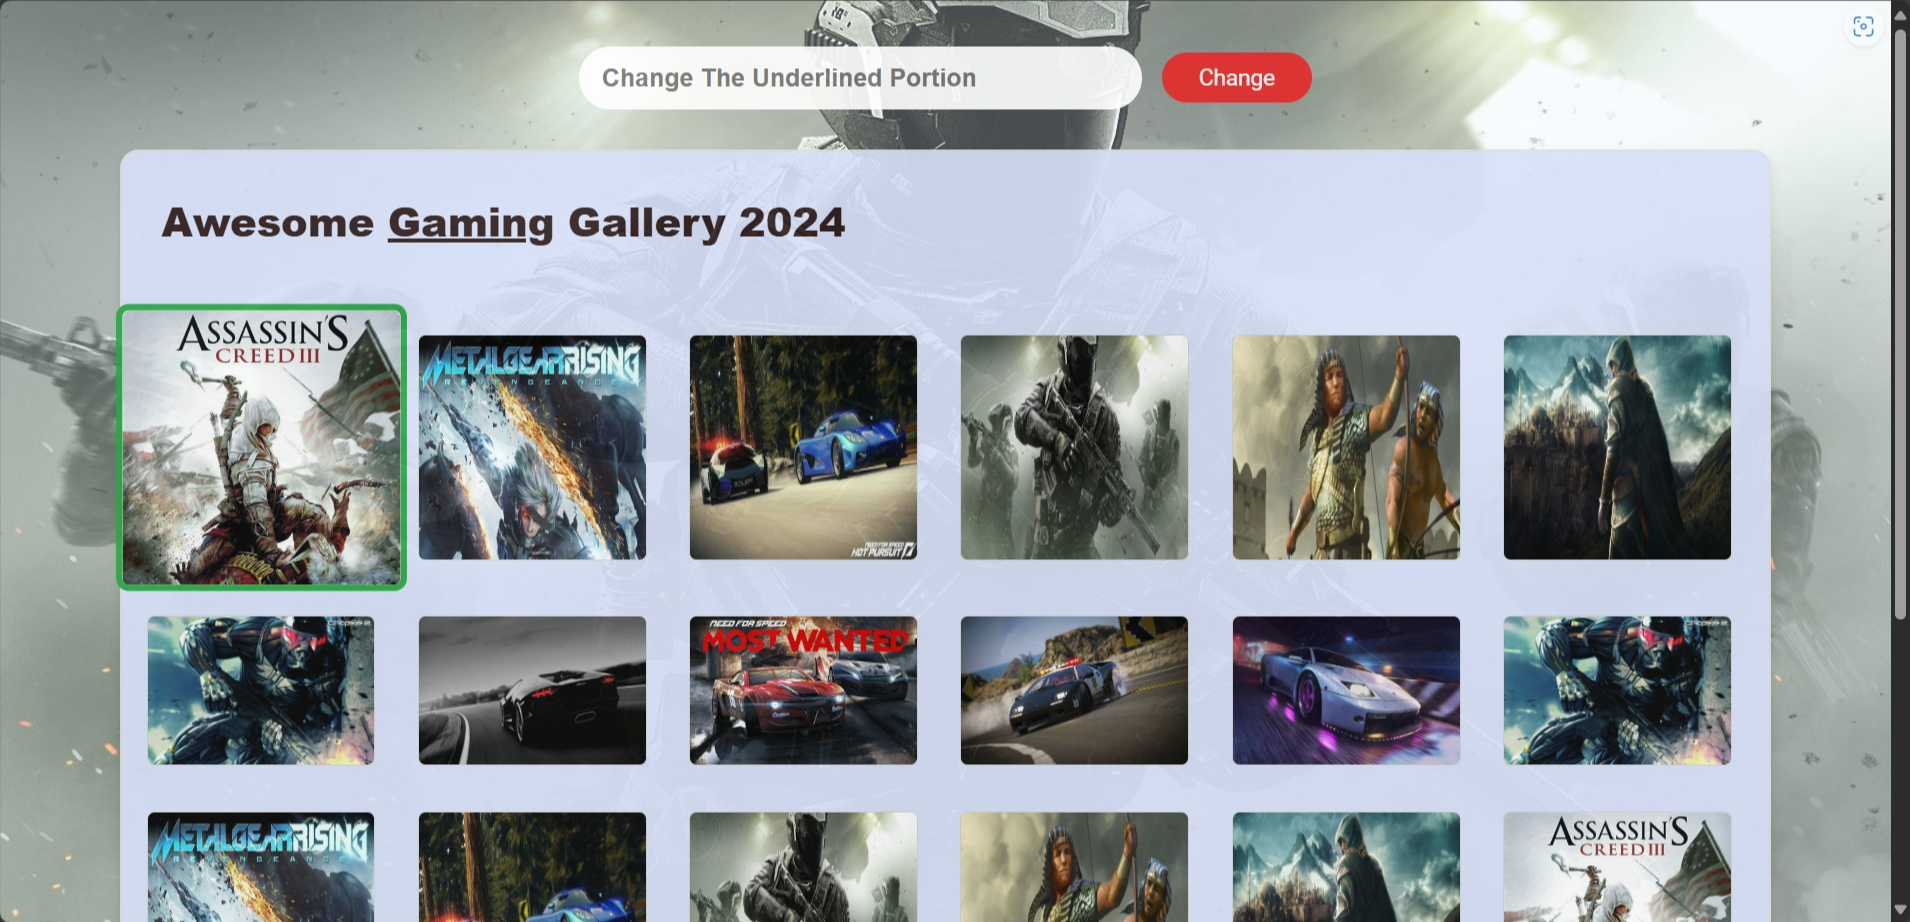 Change The Underlined Portion
Change
Awesome Gaming Gallery 2024
ASSASSIN'S
CREED III
METAL GEAR RISING
REVENGEANCE
NEED FOR SPEED
HOT PURSUIT
NEED FOR SPEED
MOST WANTED
METAL GEAR RISING
REVENGEANCE
ASSASSIN'S
CREED III